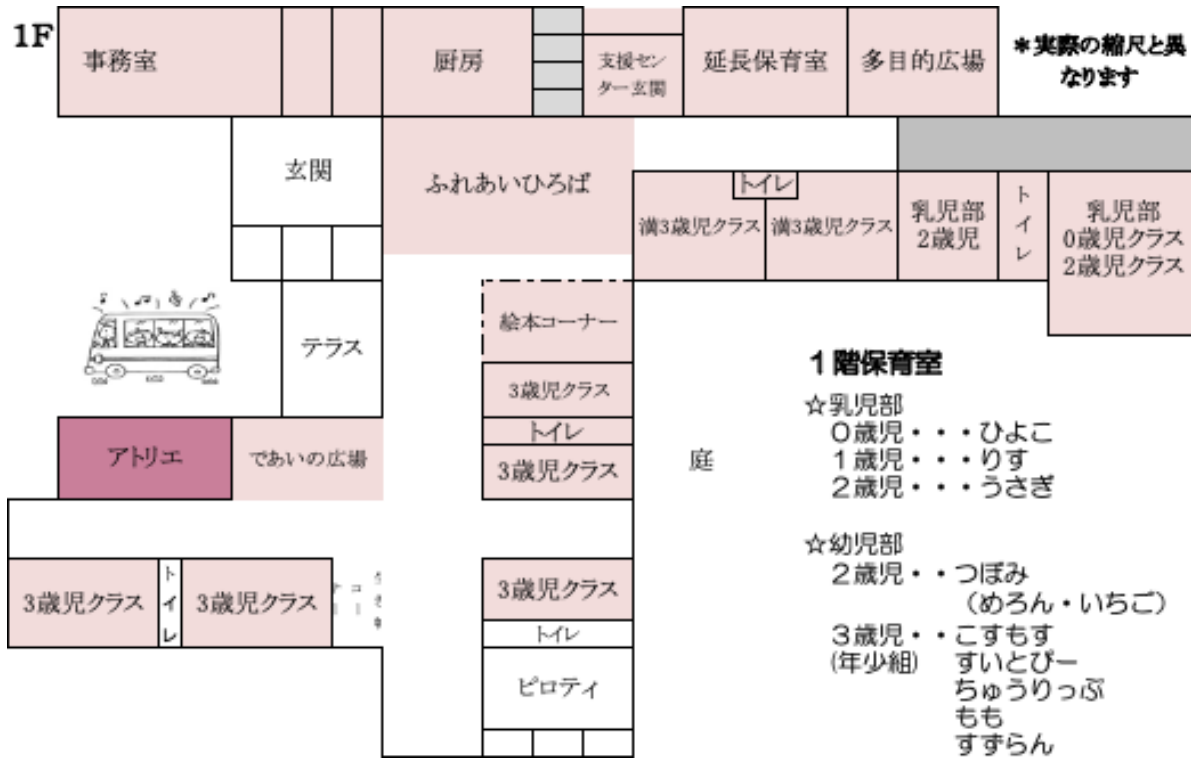 1F
事務室
厨房
支援セン
ター玄関
延長保育室
多目的広場
*実際の縮尺と異
なります
玄関
ふれあいひろば
トイレ
満3歳児クラス
満3歳児クラス
乳児部
2歳児
トイレ
乳児部
0歳児クラス
2歳児クラス
絵本コーナー
テラス
3歳児クラス
トイレ
3歳児クラス
アトリエ
であいの広場
庭
1階保育室
☆乳児部
0歳児・・・ひよこ
1歳児・・・りす
2歳児・・・うさぎ
☆幼児部
2歳児・・つぼみ
(めろん・いちご)
3歳児・・こすもす
(年少組) すいとぴー
ちゅうりっぷ
もも
すずらん
3歳児クラス
トイレ
3歳児クラス
3歳児クラス
トイレ
ピロティ